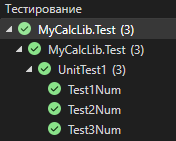 Тестирование
MyCalcLib.Test (3)
MyCalcLib.Test (3)
UnitTest1 (3)
Test1Num
Test2Num
Test3Num